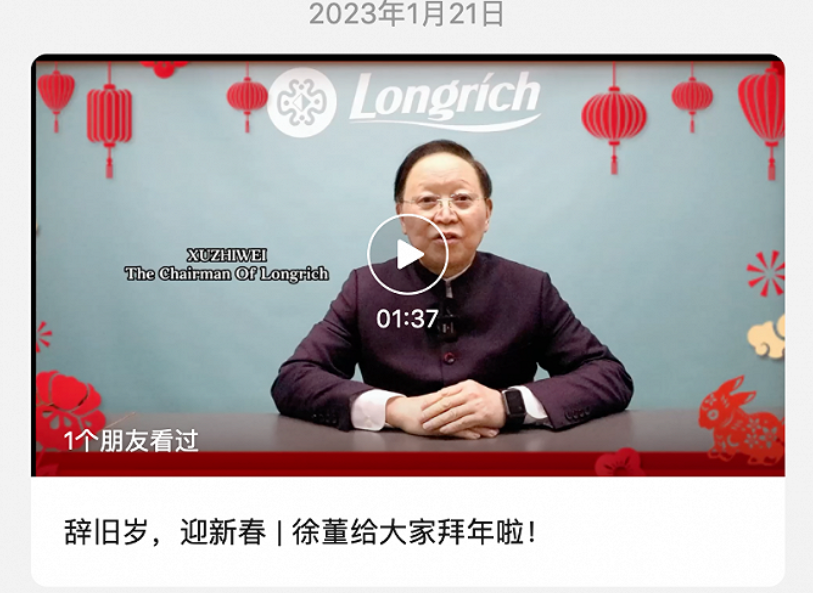 2023年1月21日
Longrích
XUZHIWEI
The Chairman Of Longrich
01:37
1个朋友看过
辞旧岁，迎新春 | 徐董给大家拜年啦！